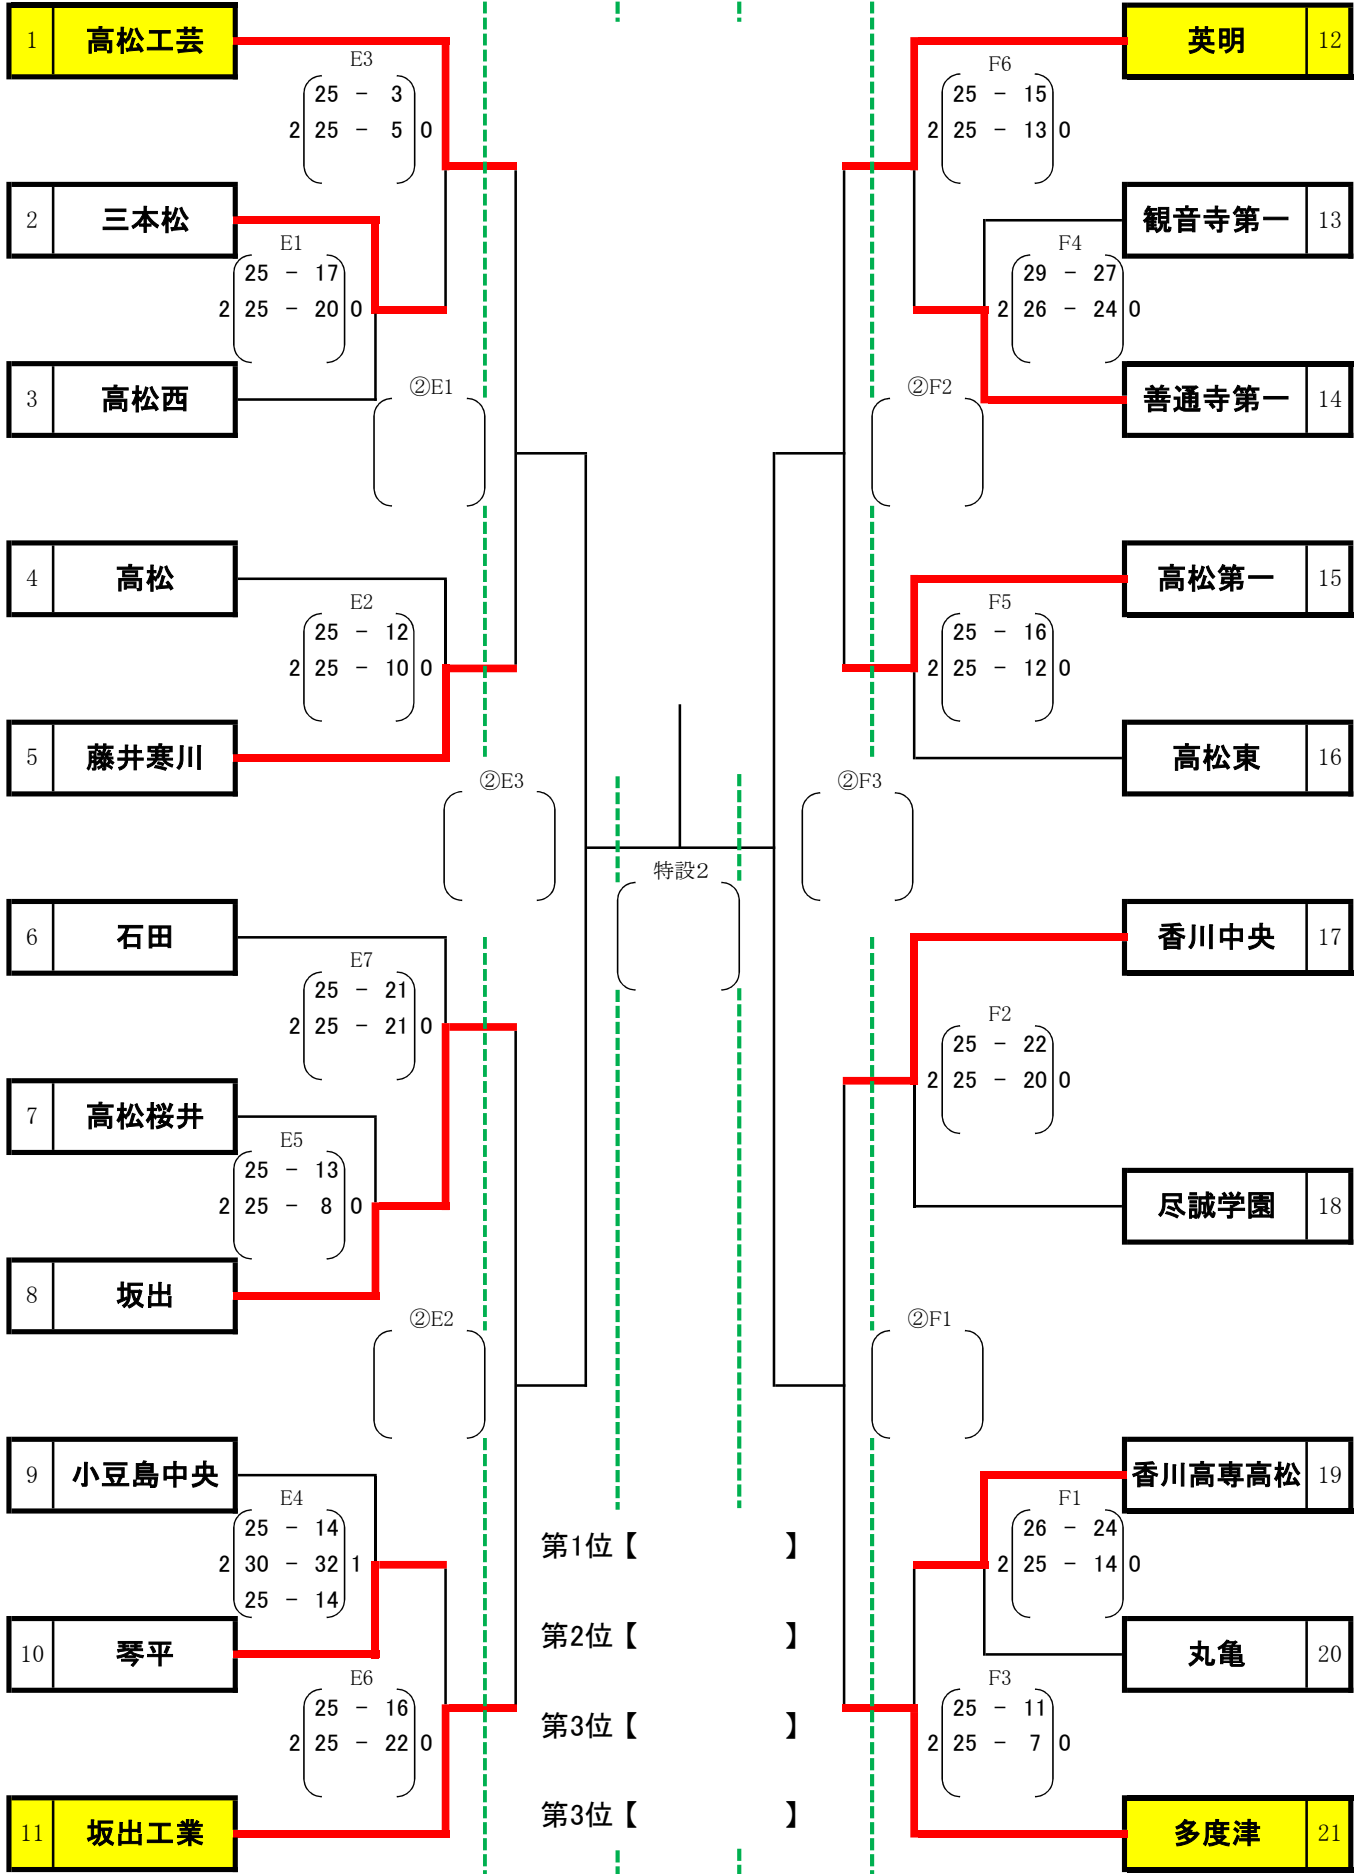 1 高松工芸
E3
25 - 3
2 25 - 5 0
2 三本松
E1
25 - 17
2 25 - 20 0
3 高松西
②E1
4 高松
E2
25 - 12
2 25 - 10 0
5 藤井寒川
②E3
6 石田
E7
25 - 21
2 25 - 21 0
7 高松桜井
E5
25 - 13
2 25 - 8 0
8 坂出
②E2
9 小豆島中央
E4
25 - 14
2 30 - 32 1
25 - 14
10 琴平
E6
25 - 16
2 25 - 22 0
11 坂出工業
特設2
第1位【 】
第2位【 】
第3位【 】
第3位【 】
英明 12
F6
25 - 15
2 25 - 13 0
観音寺第一 13
F4
29 - 27
2 26 - 24 0
善通寺第一 14
②F2
高松第一 15
F5
25 - 16
2 25 - 12 0
高松東 16
②F3
香川中央 17
F2
25 - 22
2 25 - 20 0
尽誠学園 18
②F1
香川高専高松 19
F1
26 - 24
2 25 - 14 0
丸亀 20
F3
25 - 11
2 25 - 7 0
多度津 21